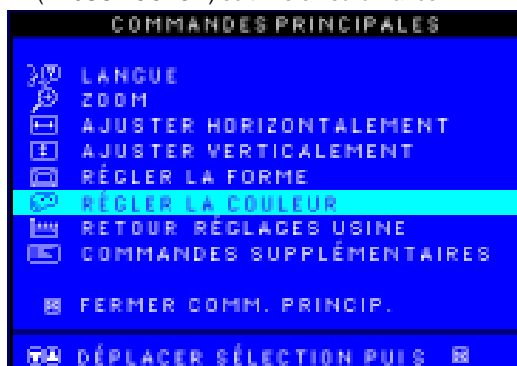 COMMANDES PRINCIPALES
LANGUE
ZOOM
AJUSTER HORIZONTALEMENT
AJUSTER VERTICALEMENT
RÉGLER LA FORME
RÉGLER LA COULEUR
RETOUR RÉGLAGES USINE
COMMANDES SUPPLÉMENTAIRES
FERMER COMM. PRINCIP.
DÉPLACER SÉLECTION PUIS